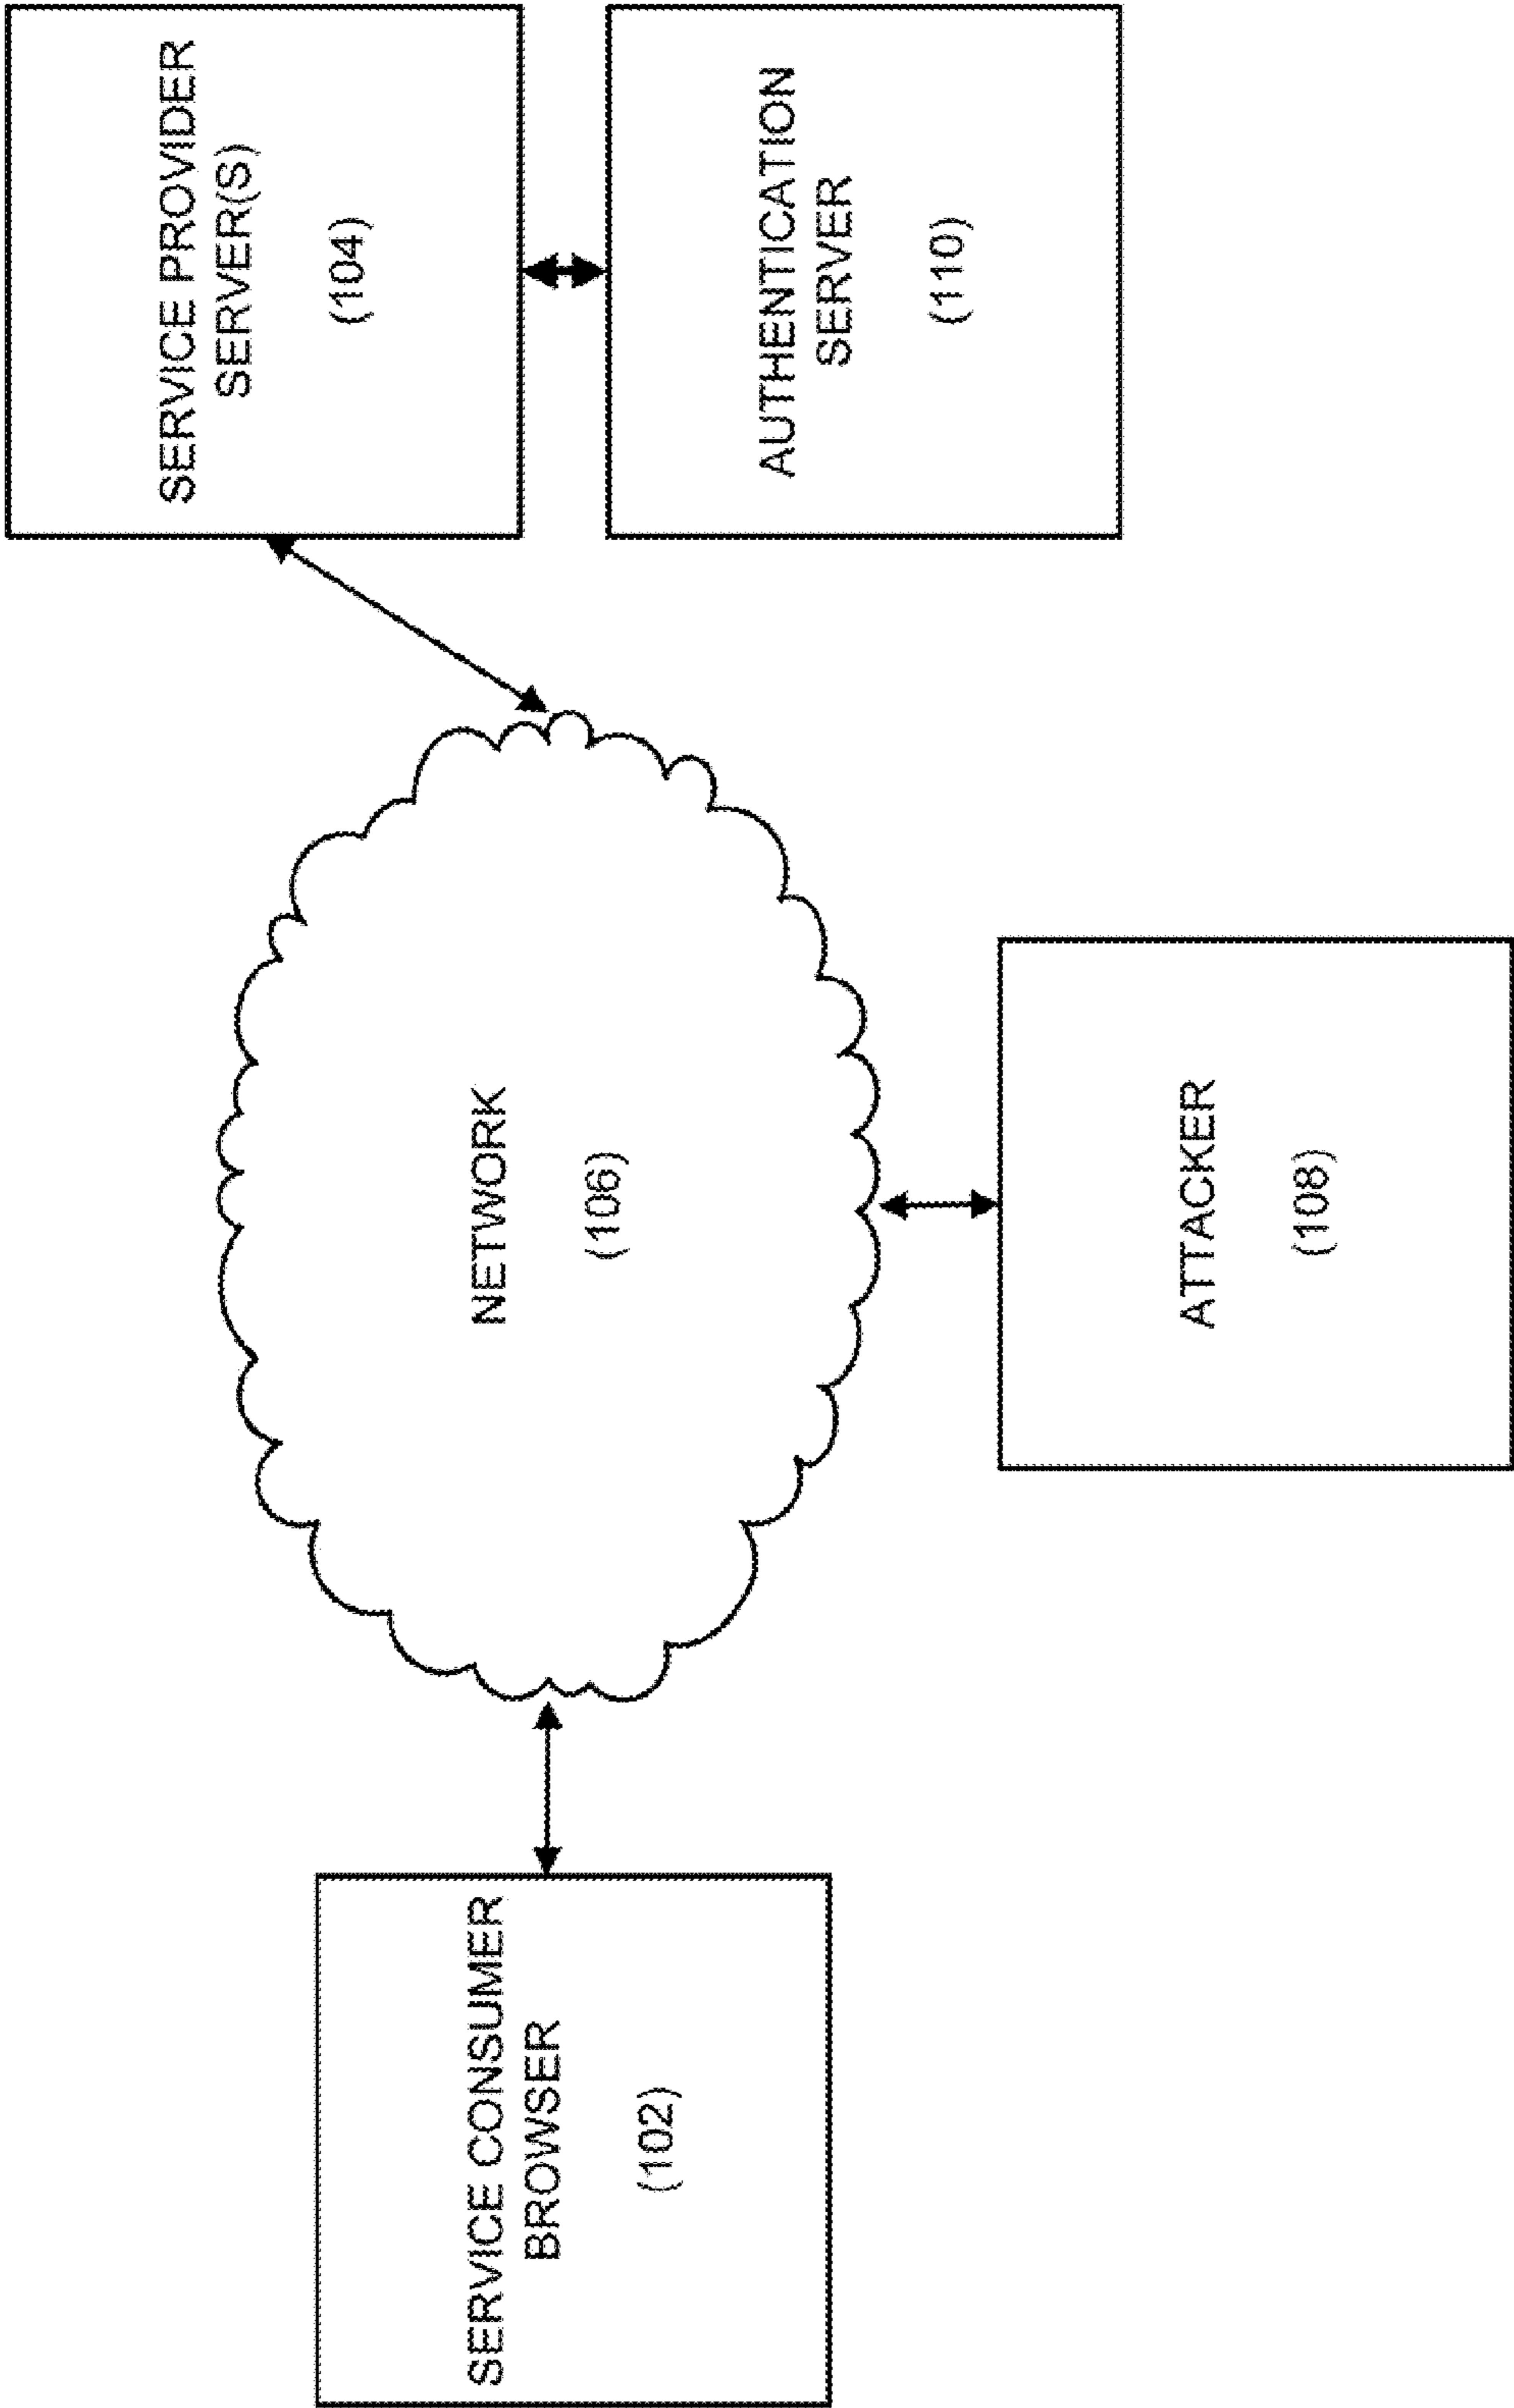 SERVICE PROVIDER
SERVER(S)
(104)
AUTHENTICATION
SERVER
(110)
NETWORK
(106)
ATTACKER
(108)
SERVICE CONSUMER
BROWSER
(102)